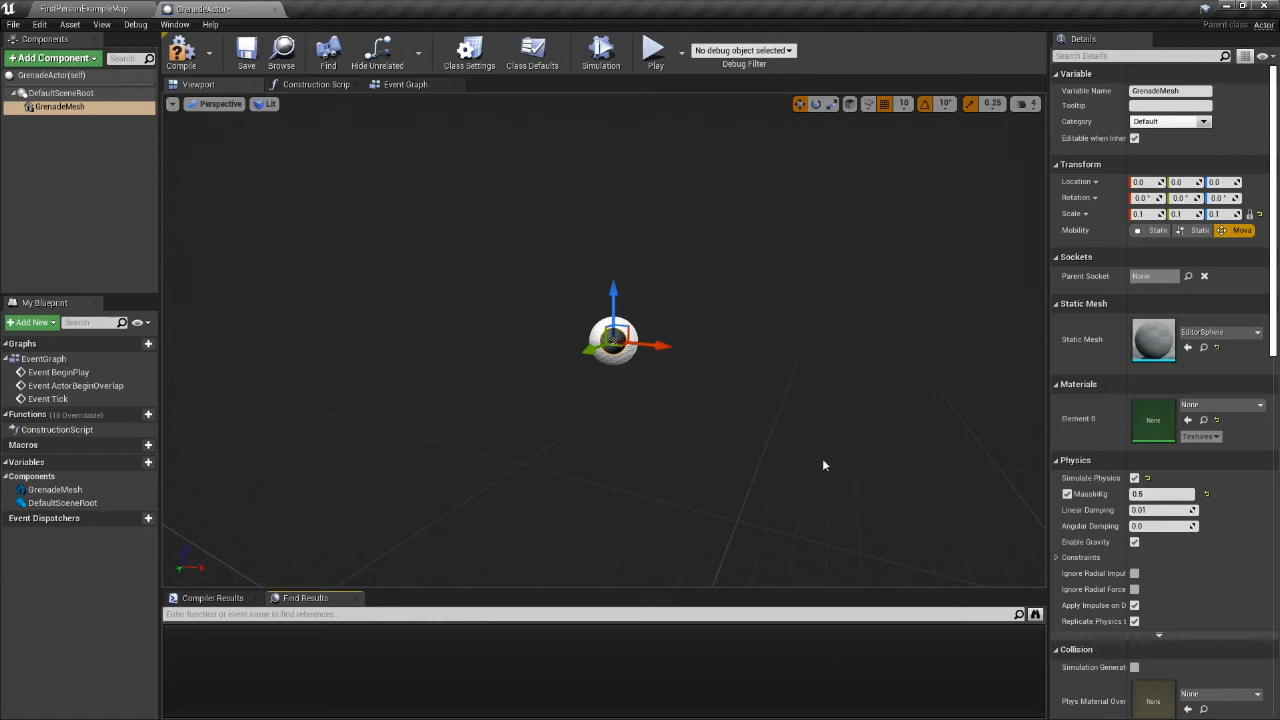 FirstPersonExampleMap
GrenadeActor*
File Edit Asset View Debug Window Help
Parent class: Actor
Components
+ Add Component
Search
GrenadeActor(self)
DefaultSceneRoot
GrenadeMesh
Compile
Save
Browse
Find
Hide Unrelated
Class Settings
Class Defaults
Simulation
Play
No debug object selected
Debug Filter
Viewport
Construction Scrip
Event Graph
Perspective
Lit
10
10°
0.25
4
My Blueprint
+ Add New
Search
Graphs
EventGraph
Event BeginPlay
Event ActorBeginOverlap
Event Tick
Functions (18 Overridable)
ConstructionScript
Macros
Variables
Components
GrenadeMesh
DefaultSceneRoot
Event Dispatchers
Compiler Results
Find Results
Enter function or event name to find references...
Details
Search Details
Variable
Variable Name GrenadeMesh
Tooltip
Category Default
Editable when Inher
Transform
Location 0.0 0.0 0.0
Rotation 0.0 ° 0.0 ° 0.0 °
Scale 0.1 0.1 0.1
Mobility Static Static Mova
Sockets
Parent Socket None
Static Mesh
Static Mesh EditorSphere
Materials
Element 0 None None
Textures
Physics
Simulate Physics
MassInKg 0.5
Linear Damping 0.01
Angular Damping 0.0
Enable Gravity
Constraints
Ignore Radial Impul
Ignore Radial Force
Apply Impulse on D
Replicate Physics t
Collision
Simulation Generat
Phys Material Over None None